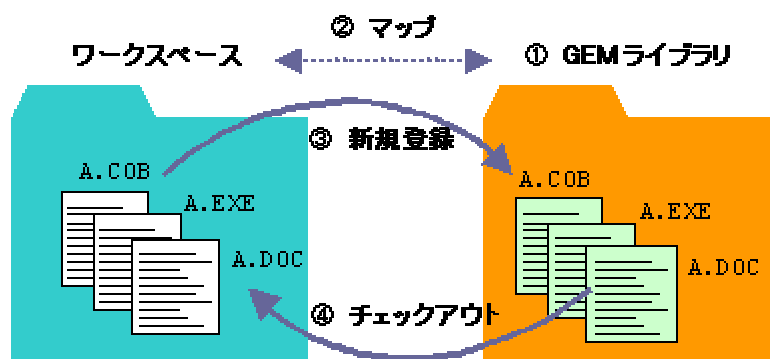 ② マップ
ワークスペース
① GEMライブラリ
③ 新規登録
A.COB
A.EXE
A.DOC
A.COB
A.EXE
A.DOC
④ チェックアウト